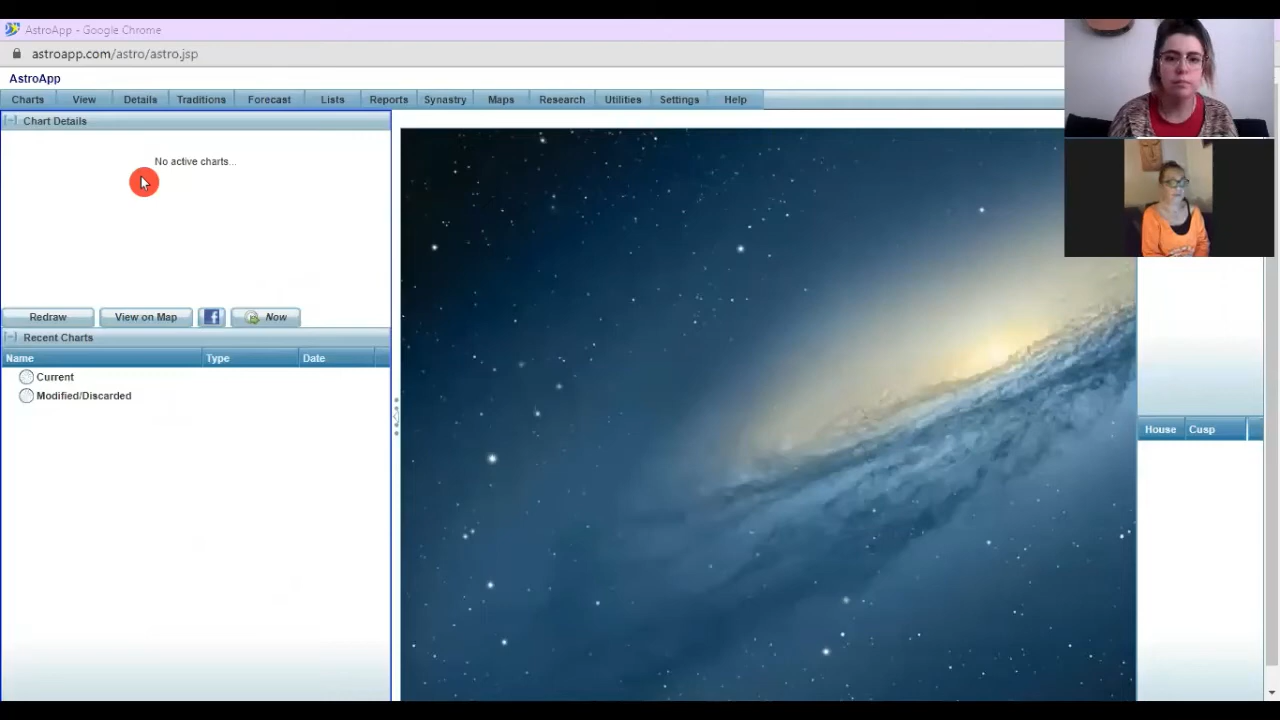 AstroApp - Google Chrome
astroapp.com/astro/astro.jsp
AstroApp
Charts View Details Traditions Forecast Lists Reports Synastry Maps Research Utilities Settings Help
Chart Details
No active charts...
Redraw View on Map f Now
Recent Charts
Name Type Date
Current
Modified/Discarded
House Cusp